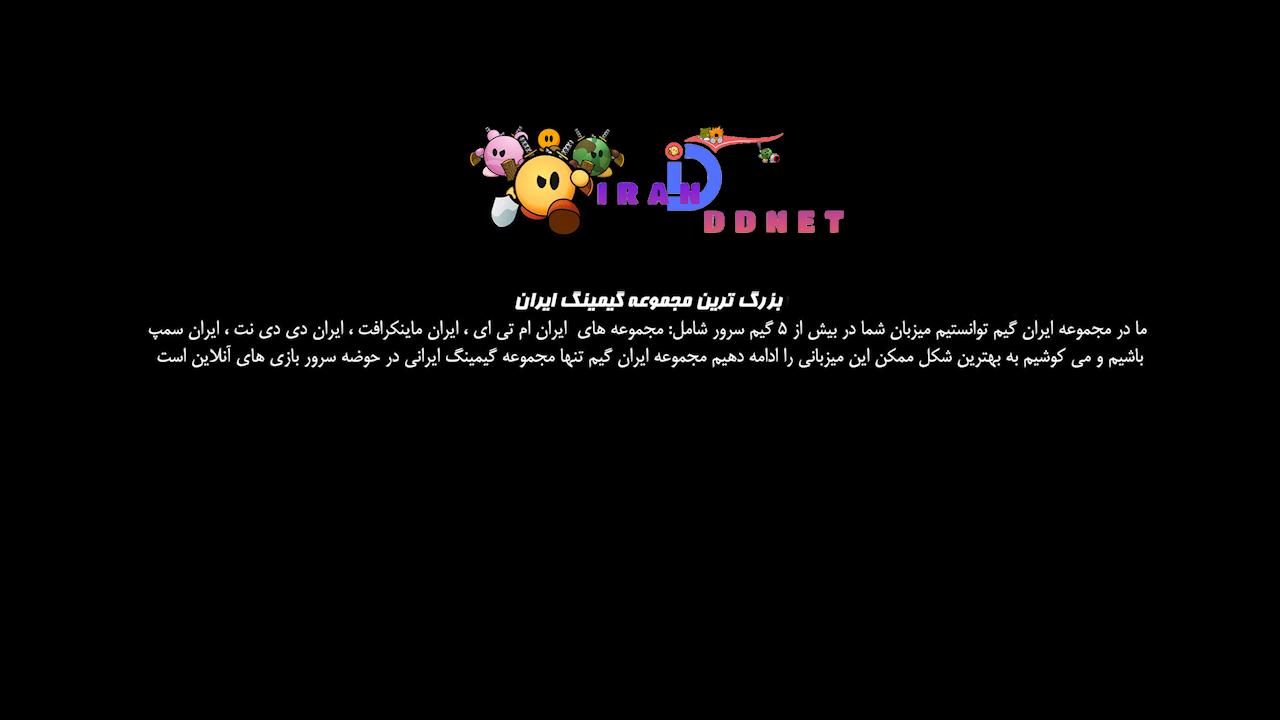 IRAN
DDNET
بزرگ ترین مجموعه گیمینگ ایران
ما در مجموعه ایران گیم توانستیم میزبان شما در بیش از ۵ گیم سرور شامل: مجموعه های ایران ام تی ای ، ایران ماینکرافت ، ایران دی دی نت ، ایران سمپ
باشیم و می کوشیم به بهترین شکل ممکن این میزبانی را ادامه دهیم مجموعه ایران گیم تنها مجموعه گیمینگ ایرانی در حوضه سرور بازی های آنلاین است